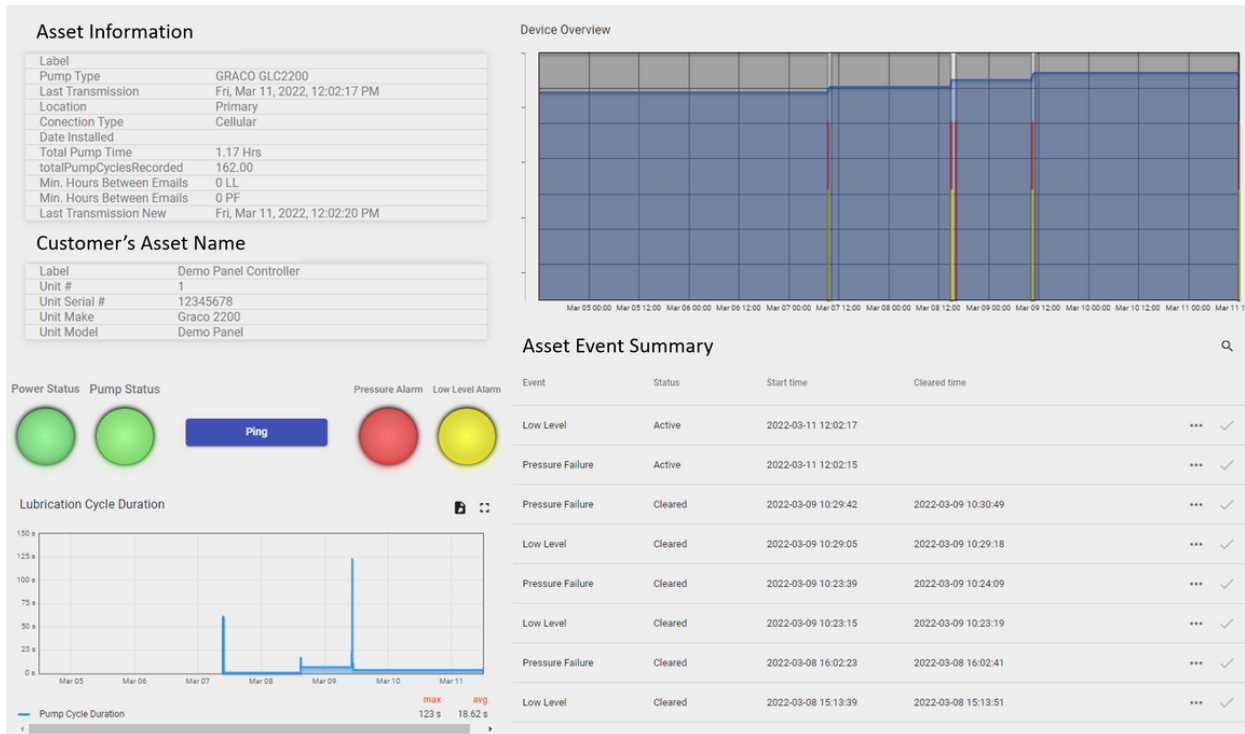 Asset Information
Label
Pump Type GRACO GLC2200
Last Transmission Fri, Mar 11, 2022, 12:02:17 PM
Location Primary
Conection Type Cellular
Date Installed
Total Pump Time 1.17 Hrs
totalPumpCyclesRecorded 162.00
Min. Hours Between Emails 0 LL
Min. Hours Between Emails 0 PF
Last Transmission New Fri, Mar 11, 2022, 12:02:20 PM
Customer's Asset Name
Label Demo Panel Controller
Unit # 1
Unit Serial # 12345678
Unit Make Graco 2200
Unit Model Demo Panel
Power Status Pump Status Pressure Alarm Low Level Alarm
Ping
Lubrication Cycle Duration
150 s
125 s
100 s
75 s
50 s
25 s
0 s
Mar 05 Mar 06 Mar 07 Mar 08 Mar 09 Mar 10 Mar 11
max avg
Pump Cycle Duration 123 s 18.62 s
Device Overview
Mar 05 00:00 Mar 05 12:00 Mar 06 00:00 Mar 06 12:00 Mar 07 00:00 Mar 07 12:00 Mar 08 00:00 Mar 08 12:00 Mar 09 00:00 Mar 09 12:00 Mar 10 00:00 Mar 10 12:00 Mar 11 00:00 Mar 11 1
Asset Event Summary
Event Status Start time Cleared time
Low Level Active 2022-03-11 12:02:17
Pressure Failure Active 2022-03-11 12:02:15
Pressure Failure Cleared 2022-03-09 10:29:42 2022-03-09 10:30:49
Low Level Cleared 2022-03-09 10:29:05 2022-03-09 10:29:18
Pressure Failure Cleared 2022-03-09 10:23:39 2022-03-09 10:24:09
Low Level Cleared 2022-03-09 10:23:15 2022-03-09 10:23:19
Pressure Failure Cleared 2022-03-08 16:02:23 2022-03-08 16:02:41
Low Level Cleared 2022-03-08 15:13:39 2022-03-08 15:13:51